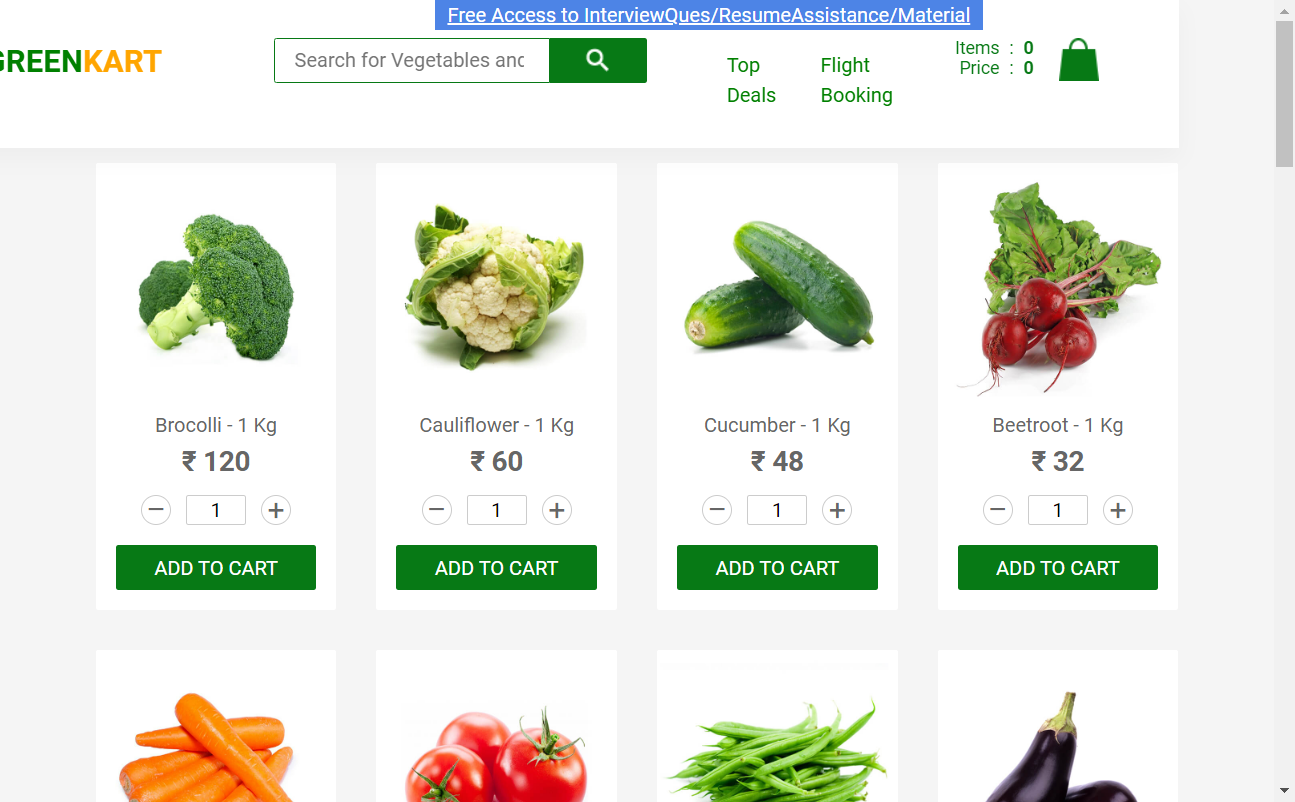 Free Access to InterviewQues/ResumeAssistance/Material
GREENKART
Search for Vegetables and
Top Deals
Flight Booking
Items : 0
Price : 0
Brocolli - 1 Kg
₹ 120
1
ADD TO CART
Cauliflower - 1 Kg
₹ 60
1
ADD TO CART
Cucumber - 1 Kg
₹ 48
1
ADD TO CART
Beetroot - 1 Kg
₹ 32
1
ADD TO CART